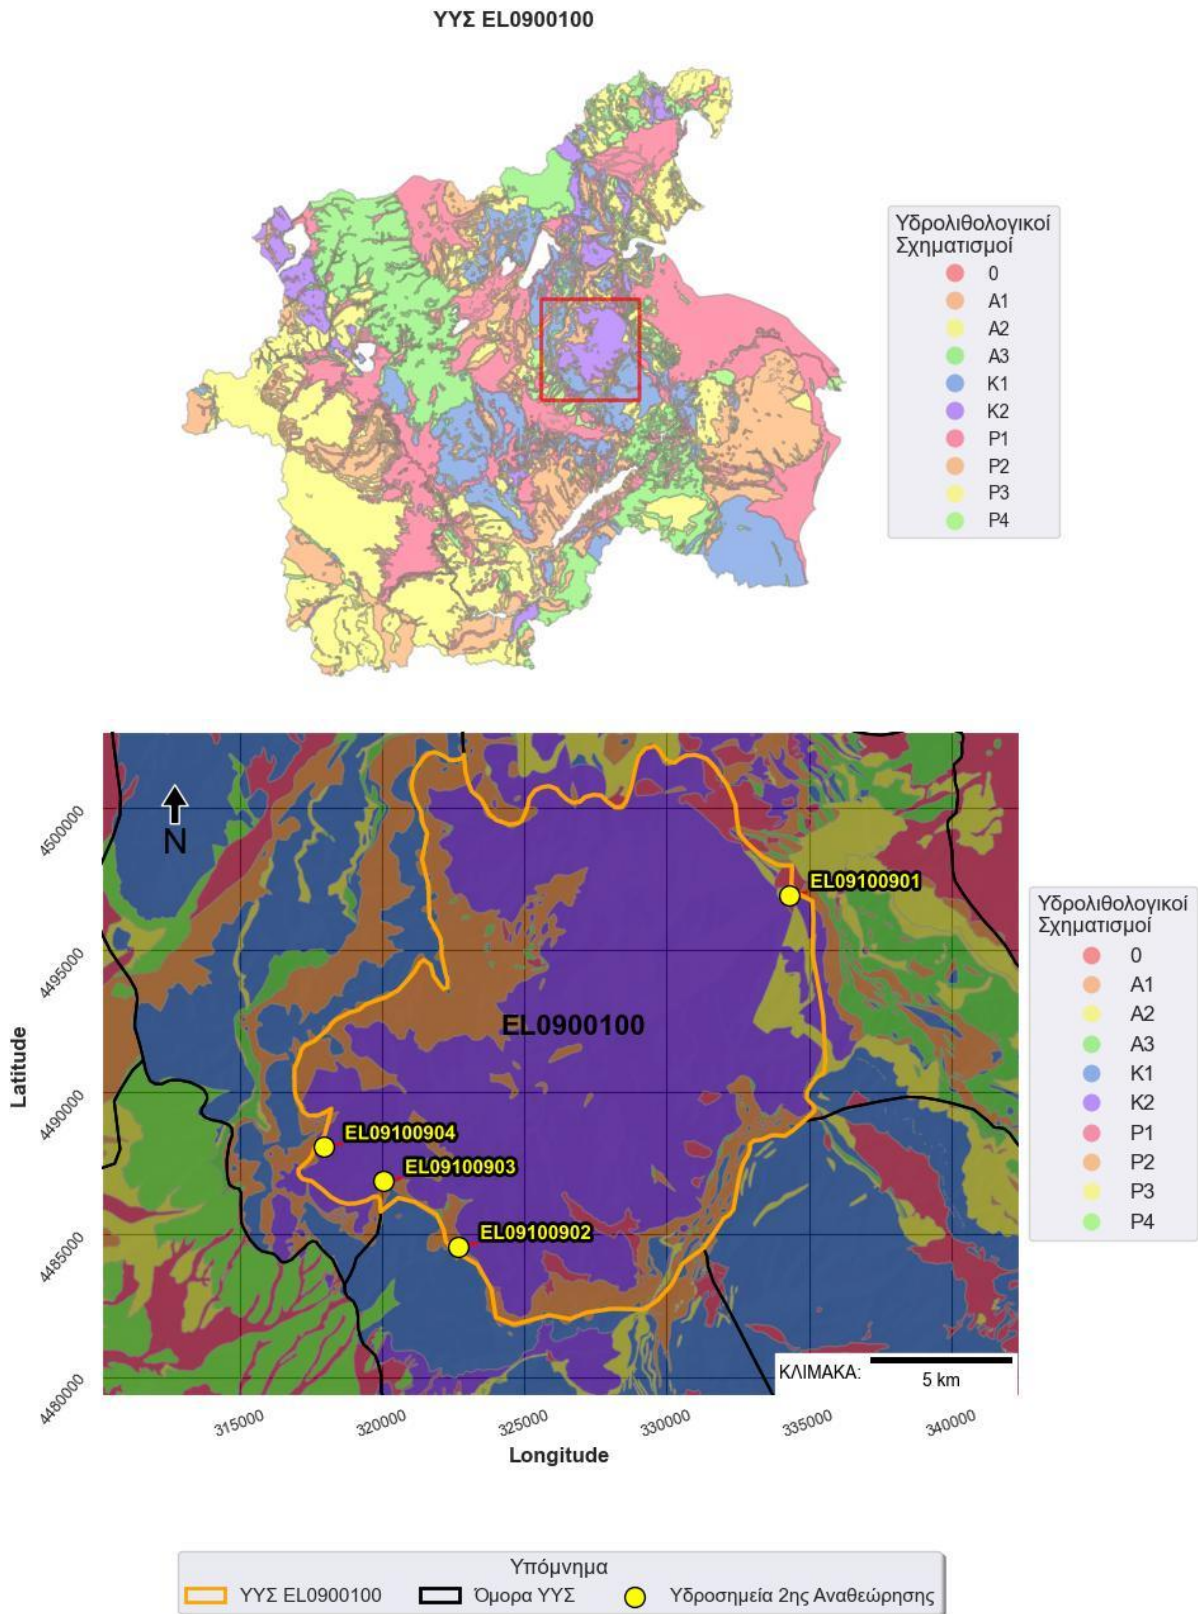 ΥΥΣ EL0900100
Υδρολιθολογικοί
Σχηματισμοί
0
A1
A2
A3
K1
K2
P1
P2
P3
P4
4500000
4495000
4490000
4485000
4480000
Latitude
N
EL09100901
EL0900100
EL09100904
EL09100903
EL09100902
ΚΛΙΜΑΚΑ:
5 km
315000
320000
325000
330000
335000
340000
Longitude
Υδρολιθολογικοί
Σχηματισμοί
0
A1
A2
A3
K1
K2
P1
P2
P3
P4
Υπόμνημα
ΥΥΣ EL0900100
Όμορα ΥΥΣ
Υδροσημεία 2ης Αναθεώρησης